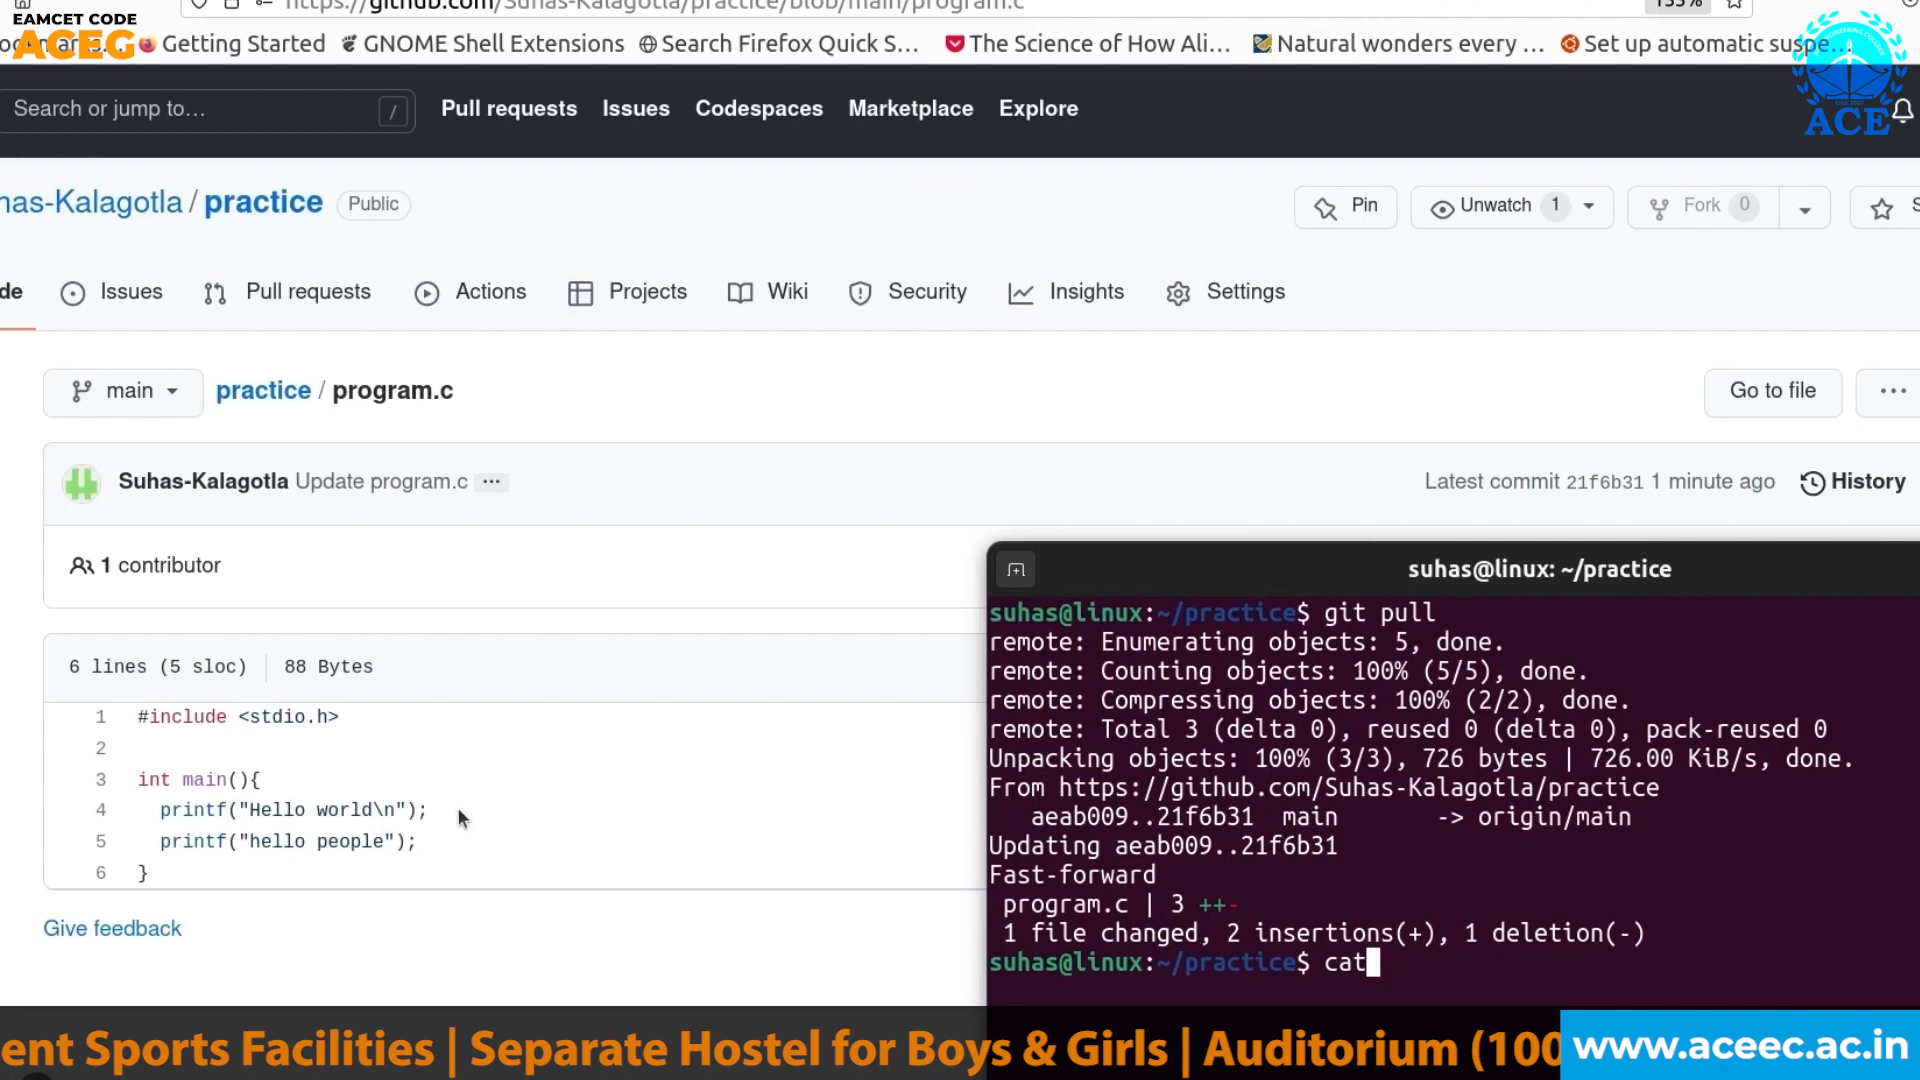 https://github.com/Suhas-Kalagotla/practice/blob/main/program.c
133%
EAMCET CODE
ACEG
Getting Started
GNOME Shell Extensions
Search Firefox Quick S...
The Science of How Ali...
Natural wonders every ...
Set up automatic suspe...
Search or jump to...
/
Pull requests
Issues
Codespaces
Marketplace
Explore
ACE
has-Kalagotla / practice
Public
Pin
Unwatch 1
Fork 0
de
Issues
Pull requests
Actions
Projects
Wiki
Security
Insights
Settings
main
practice / program.c
Go to file
...
Suhas-Kalagotla Update program.c ...
Latest commit 21f6b31 1 minute ago
History
1 contributor
6 lines (5 sloc)
88 Bytes
1 #include <stdio.h>
2
3 int main(){
4 printf("Hello world\n");
5 printf("hello people");
6 }
Give feedback
suhas@linux: ~/practice
suhas@linux:~/practice$ git pull
remote: Enumerating objects: 5, done.
remote: Counting objects: 100% (5/5), done.
remote: Compressing objects: 100% (2/2), done.
remote: Total 3 (delta 0), reused 0 (delta 0), pack-reused 0
Unpacking objects: 100% (3/3), 726 bytes | 726.00 KiB/s, done.
From https://github.com/Suhas-Kalagotla/practice
aeab009..21f6b31 main -> origin/main
Updating aeab009..21f6b31
Fast-forward
program.c | 3 ++-
1 file changed, 2 insertions(+), 1 deletion(-)
suhas@linux:~/practice$ cat
ent Sports Facilities | Separate Hostel for Boys & Girls | Auditorium (100
www.aceec.ac.in